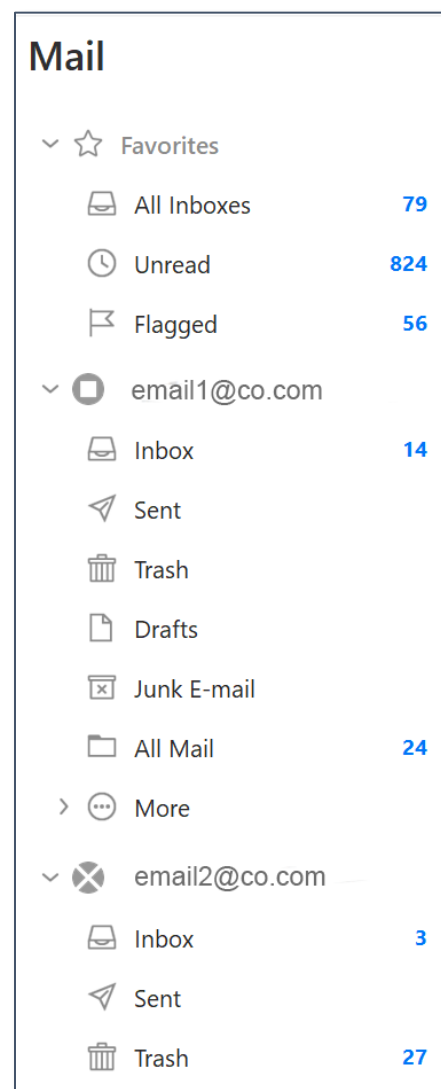 Mail
Favorites
All Inboxes 79
Unread 824
Flagged 56
email1@co.com
Inbox 14
Sent
Trash
Drafts
Junk E-mail
All Mail 24
More
email2@co.com
Inbox 3
Sent
Trash 27